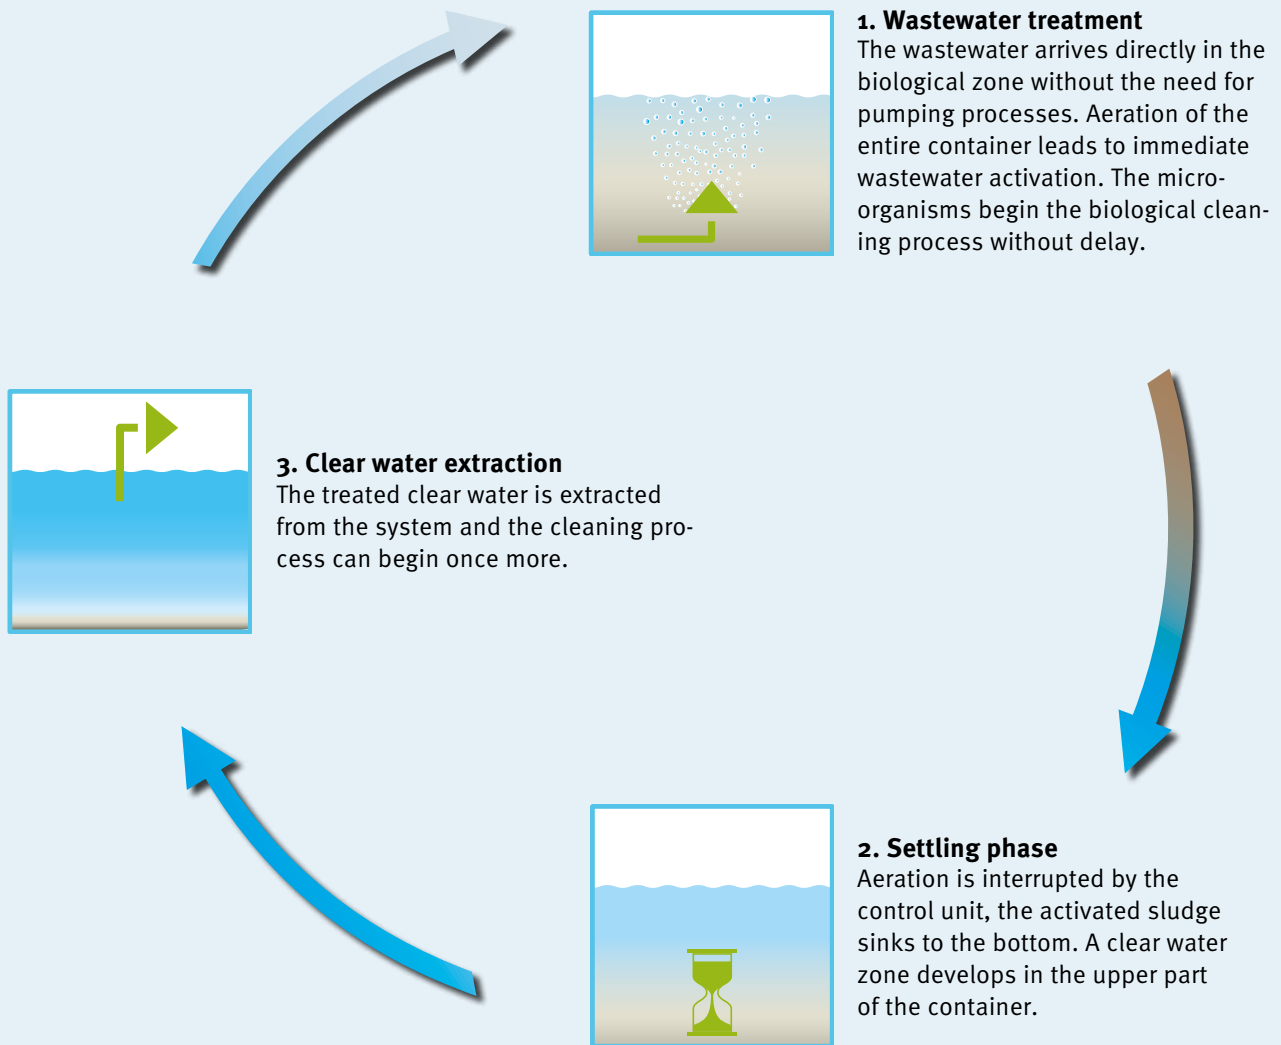 1. Wastewater treatment
The wastewater arrives directly in the
biological zone without the need for
pumping processes. Aeration of the
entire container leads to immediate
wastewater activation. The micro-
organisms begin the biological clean-
ing process without delay.
2. Settling phase
Aeration is interrupted by the
control unit, the activated sludge
sinks to the bottom. A clear water
zone develops in the upper part
of the container.
3. Clear water extraction
The treated clear water is extracted
from the system and the cleaning pro-
cess can begin once more.